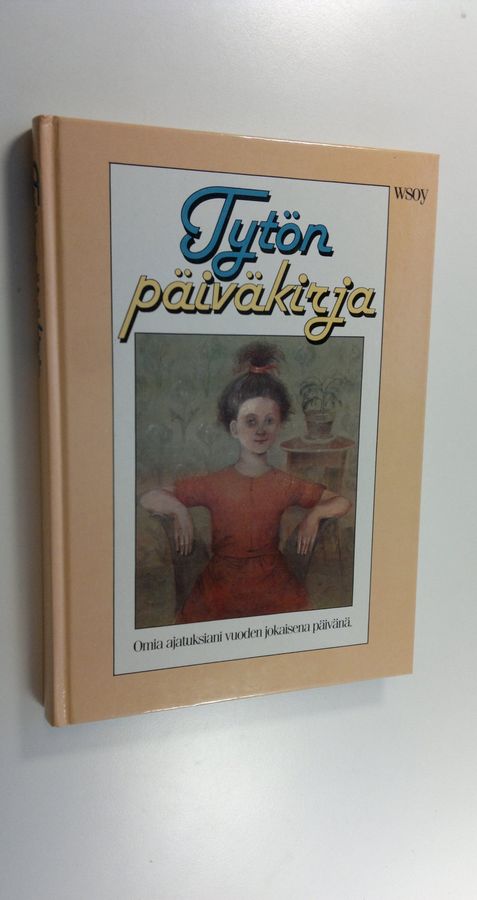 wsoy
Tytön
päiväkirja
Omia ajatuksiani vuoden jokaisena päivänä.